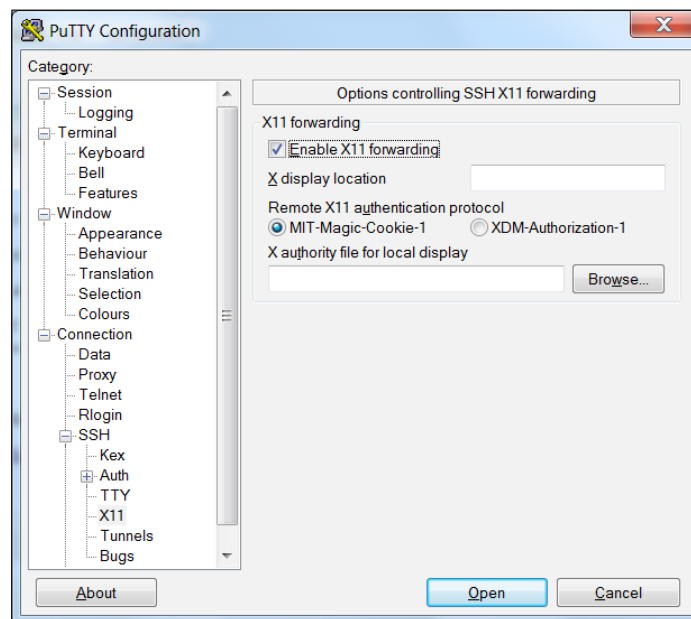 PuTTY Configuration
X
Category:
Session
Logging
Terminal
Keyboard
Bell
Features
Window
Appearance
Behaviour
Translation
Selection
Colours
Connection
Data
Proxy
Telnet
Rlogin
SSH
Kex
Auth
TTY
X11
Tunnels
Bugs
Options controlling SSH X11 forwarding
X11 forwarding
Enable X11 forwarding
X display location
Remote X11 authentication protocol
MIT-Magic-Cookie-1 XDM-Authorization-1
X authority file for local display
Browse...
About Open Cancel